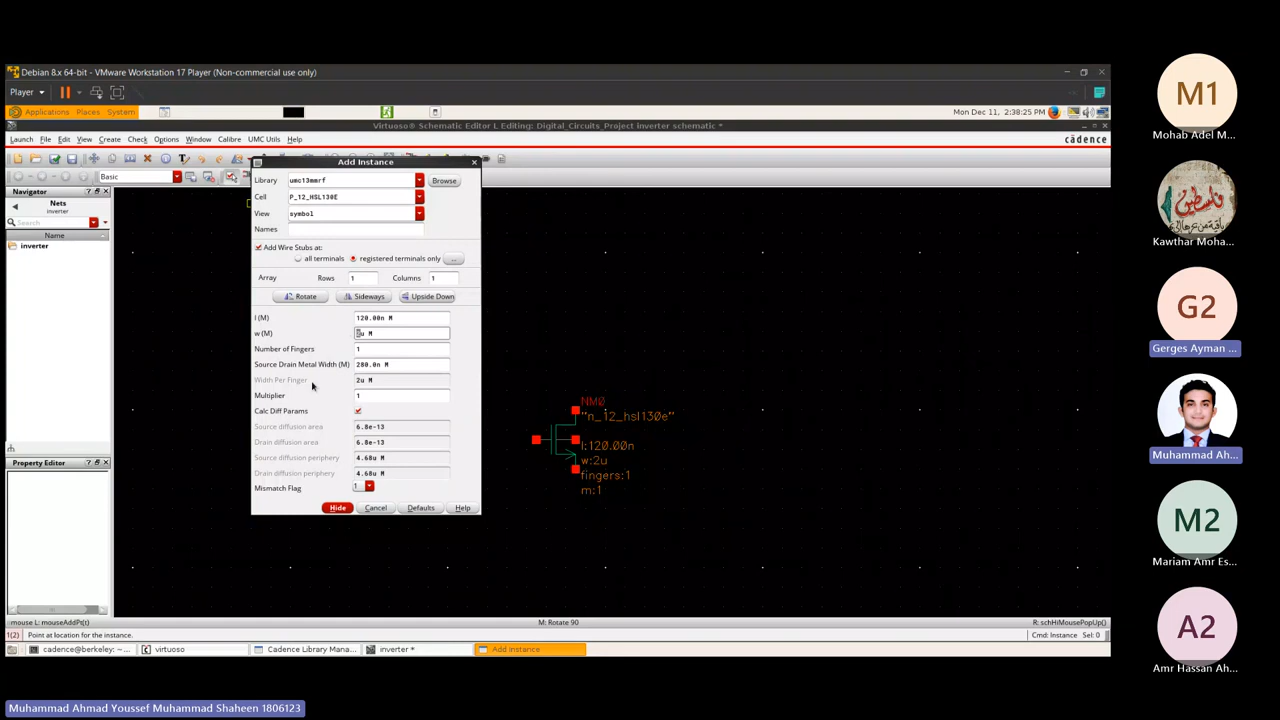 Debian 8.x 64-bit - VMware Workstation 17 Player (Non-commercial use only)
Player
Applications Places System
Mon Dec 11, 2:38:25 PM
Virtuoso® Schematic Editor L Editing: Digital_Circuits_Project inverter schematic *
Launch File Edit View Create Check Options Window Calibre UMC Utils Help
cādence
Basic
Navigator
Nets
inverter
Search
Name
inverter
Property Editor
Add Instance
Library umc13mmrf Browse
Cell P_12_HSL130E
View symbol
Names
Add Wire Stubs at:
all terminals registered terminals only ...
Array Rows 1 Columns 1
Rotate Sideways Upside Down
l (M) 120.00n M
w (M) u M
Number of Fingers 1
Source Drain Metal Width (M) 280.0n M
Width Per Finger 2u M
Multiplier 1
Calc Diff Params
Source diffusion area 6.8e-13
Drain diffusion area 6.8e-13
Source diffusion periphery 4.68u M
Drain diffusion periphery 4.68u M
Mismatch Flag 1
Hide Cancel Defaults Help
NM0
"n_12_hsl130e"
l:120.00n
w:2u
fingers:1
m:1
mouse L: mouseAddPt(t) M: Rotate 90 R: schHiMousePopUp()
1(2) Point at location for the instance. Cmd: Instance Sel: 0
cadence@berkeley: ~... virtuoso Cadence Library Mana... inverter * Add Instance
M1
Mohab Adel M...
Kawthar Moha...
G2
Gerges Ayman ...
Muhammad Ah...
M2
Mariam Amr Es...
A2
Amr Hassan Ah...
Muhammad Ahmad Youssef Muhammad Shaheen 1806123